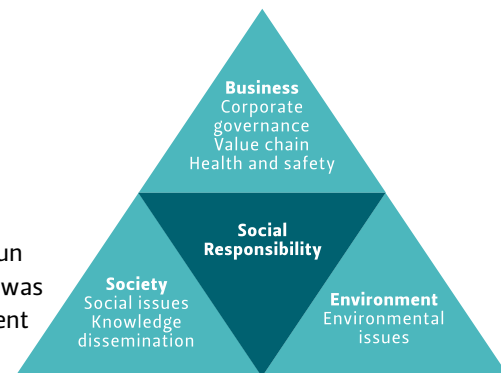 Business
Corporate
governance
Value chain
Health and safety
Social
Responsibility
un
was
ent
Society
Social issues
Knowledge
dissemination
Environment
Environmental
issues